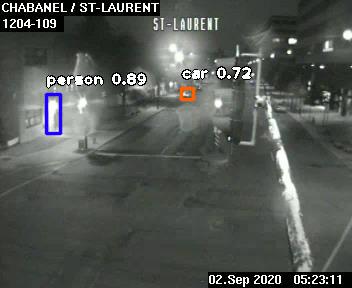 CHABANEL / ST-LAURENT
1204-109
ST-LAURENT
person 0.89
car 0.72
02.Sep 2020 05:23:11